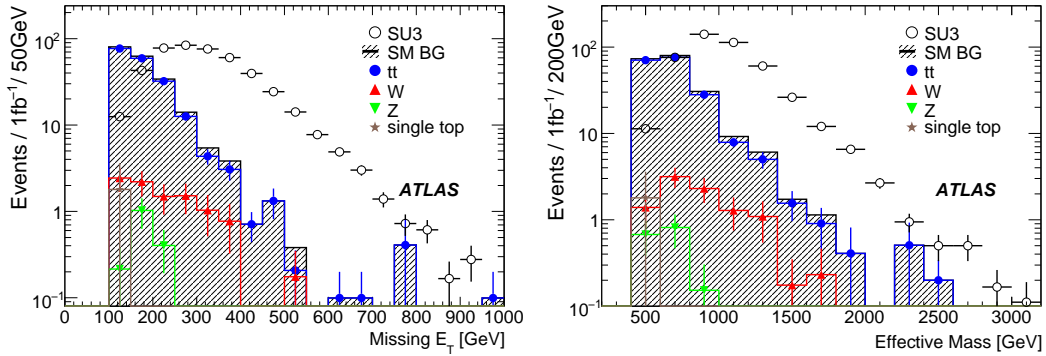 Events / 1fb⁻¹/ 50GeV
10²
10
1
10⁻¹
SU3
SM BG
tt
W
Z
single top
ATLAS
0 100 200 300 400 500 600 700 800 900 1000
Missing E_T [GeV]
Events / 1fb⁻¹/ 200GeV
10²
10
1
10⁻¹
SU3
SM BG
tt
W
Z
single top
ATLAS
500 1000 1500 2000 2500 3000
Effective Mass [GeV]